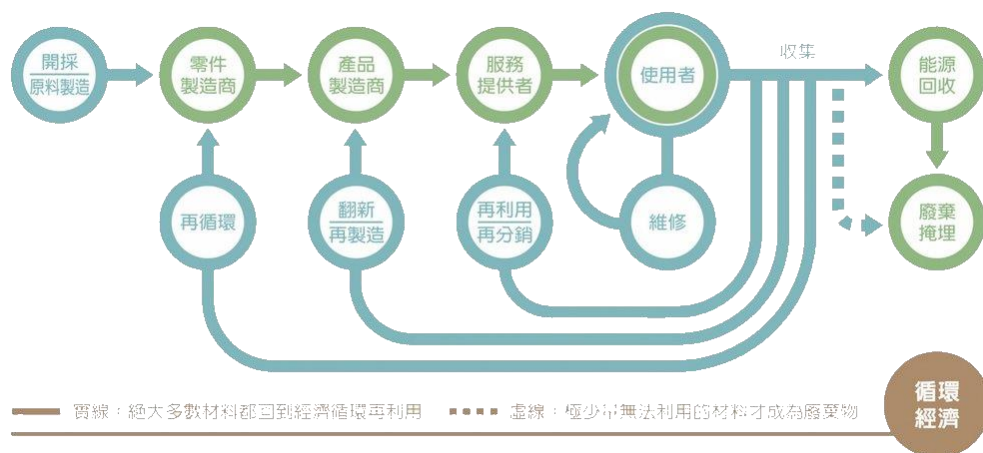 開採
原料製造
零件
製造商
產品
製造商
服務
提供者
使用者
收集
能源
回收
再循環
翻新
再製造
再利用
再分銷
維修
廢棄
掩埋
實線：絕大多數材料都回到經濟循環再利用
虛線：極少部無法利用的材料才成為廢棄物
循環
經濟